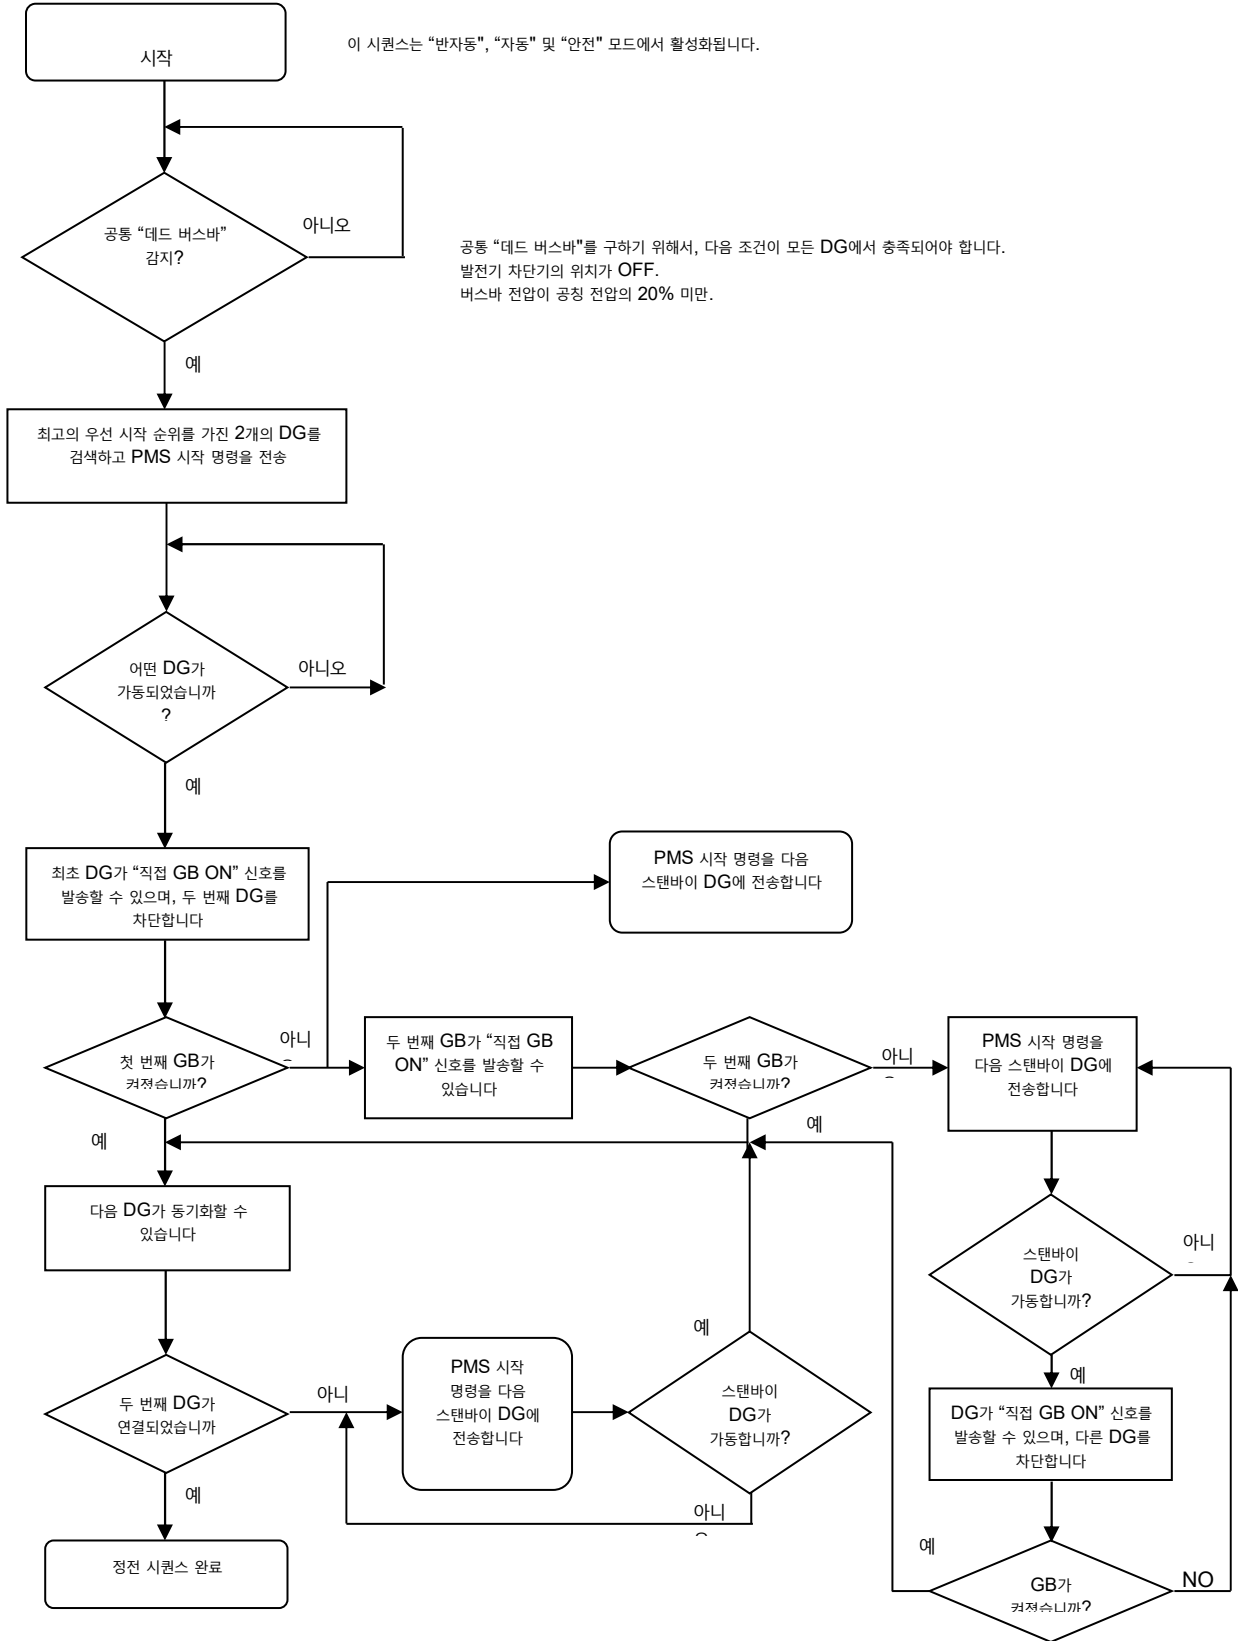 시작
이 시퀀스는 “반자동", “자동" 및 “안전" 모드에서 활성화됩니다.
공통 “데드 버스바”
감지?
아니오
공통 “데드 버스바"를 구하기 위해서, 다음 조건이 모든 DG에서 충족되어야 합니다.
발전기 차단기의 위치가 OFF.
버스바 전압이 공칭 전압의 20% 미만.
예
최고의 우선 시작 순위를 가진 2개의 DG를
검색하고 PMS 시작 명령을 전송
어떤 DG가
가동되었습니까
?
아니오
예
최초 DG가 “직접 GB ON” 신호를
발송할 수 있으며, 두 번째 DG를
차단합니다
PMS 시작 명령을 다음
스탠바이 DG에 전송합니다
첫 번째 GB가
켜졌습니까?
아니
두 번째 GB가 “직접 GB
ON” 신호를 발송할 수
있습니다
두 번째 GB가
켜졌습니까?
아니
PMS 시작 명령을
다음 스탠바이 DG에
전송합니다
예
예
다음 DG가 동기화할 수
있습니다
스탠바이
DG가
가동합니까?
아니
예
두 번째 DG가
연결되었습니까
아니
PMS 시작
명령을 다음
스탠바이 DG에
전송합니다
예
스탠바이
DG가
가동합니까?
아니
DG가 “직접 GB ON” 신호를
발송할 수 있으며, 다른 DG를
차단합니다
예
정전 시퀀스 완료
예
GB가
켜졌습니까?
NO